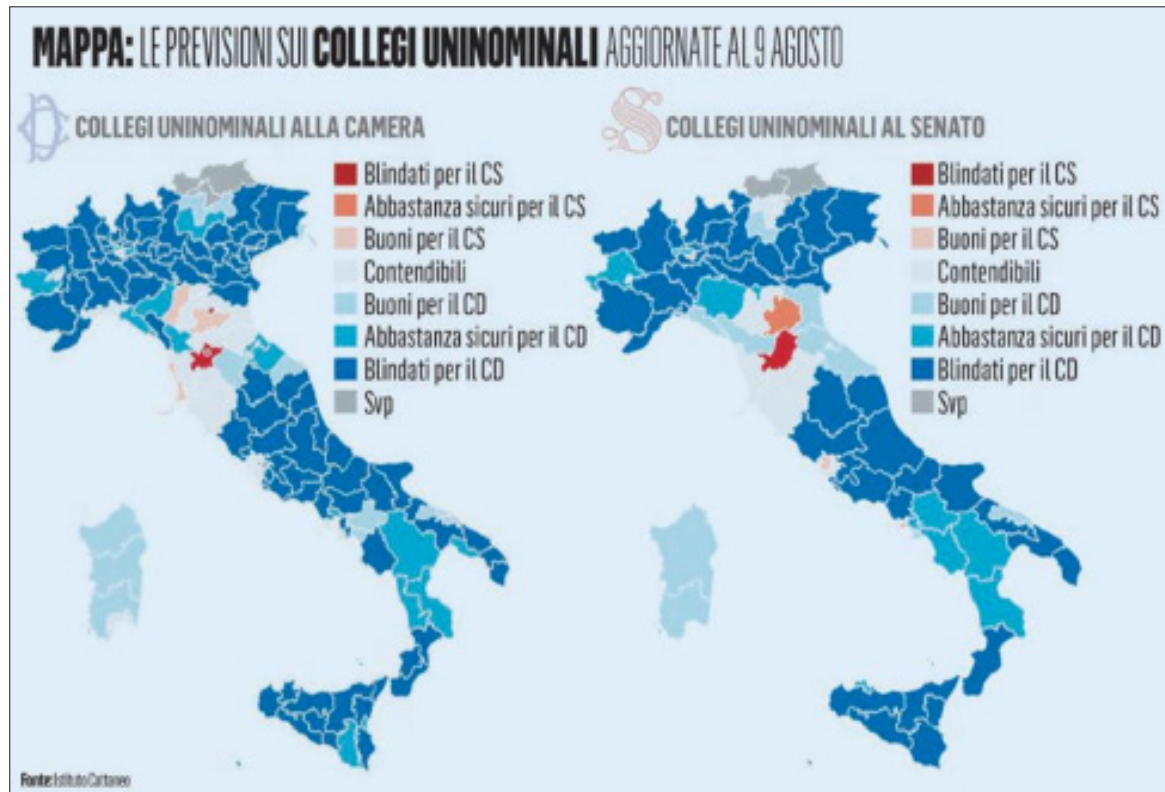 MAPPA: LE PREVISIONI SUI COLLEGI UNINOMINALI AGGIORNATE AL 9 AGOSTO
COLLEGI UNINOMINALI ALLA CAMERA
Blindati per il CS
Abbastanza sicuri per il CS
Buoni per il CS
Contendibili
Buoni per il CD
Abbastanza sicuri per il CD
Blindati per il CD
Svp
S COLLEGI UNINOMINALI AL SENATO
Blindati per il CS
Abbastanza sicuri per il CS
Buoni per il CS
Contendibili
Buoni per il CD
Abbastanza sicuri per il CD
Blindati per il CD
Svp
Fonte: Istituto Cattaneo